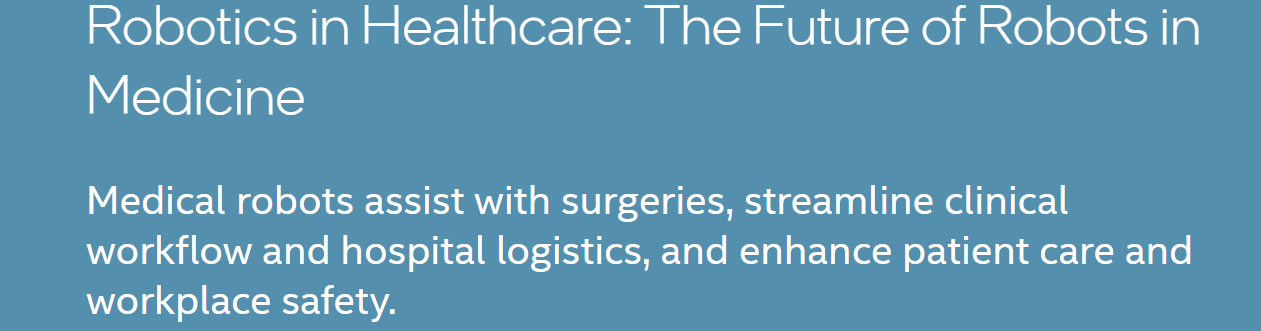 Robotics in Healthcare: The Future of Robots in
Medicine
Medical robots assist with surgeries, streamline clinical
workflow and hospital logistics, and enhance patient care and
workplace safety.